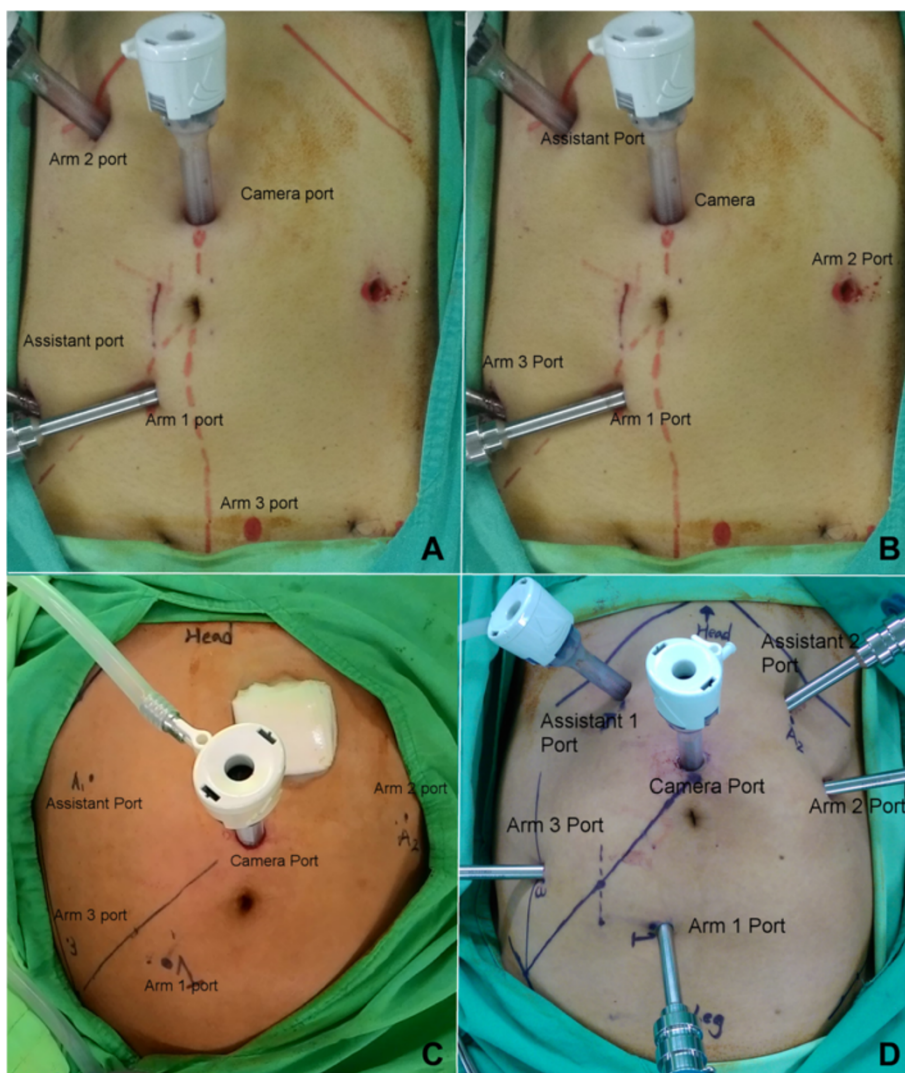 Arm 2 port
Camera port
Assistant port
Arm 1 port
Arm 3 port
A
Assistant Port
Camera
Arm 2 Port
Arm 3 Port
Arm 1 Port
B
Head
A1
Assistant Port
Arm 2 port
A2
Camera Port
Arm 3 port
3
Arm 1 port
C
Head
Assistant 2
Port
Assistant 1
Port
A2
Camera Port
Arm 2 Port
Arm 3 Port
Arm 1 Port
Leg
D